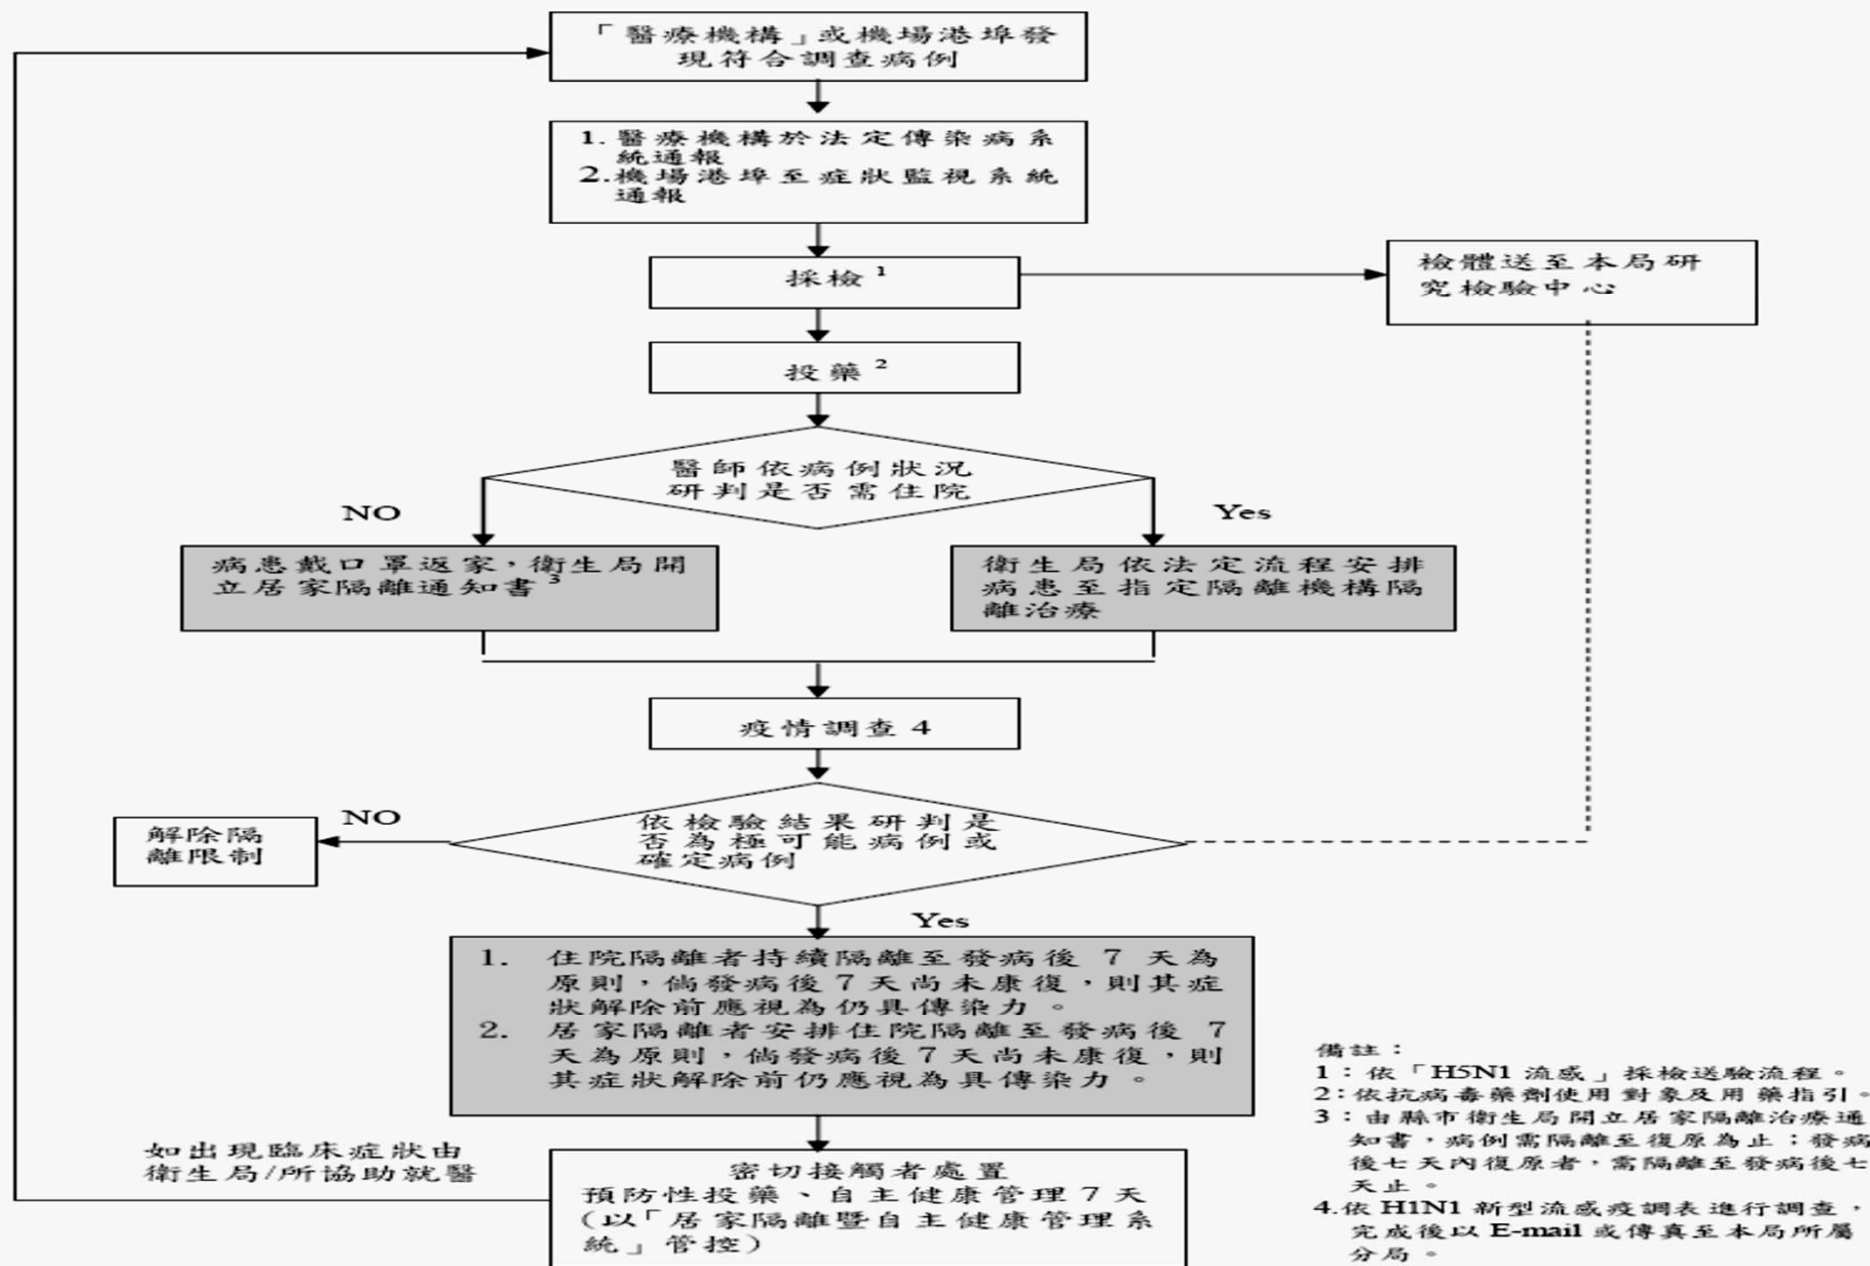 「醫療機構」或機場港埠發
現符合調查病例
1. 醫療機構於法定傳染病系
統通報
2. 機場港埠至症狀監視系統
通報
採檢 1
檢體送至本局研
究檢驗中心
投藥 2
醫師依病例狀況
研判是否需住院
NO
Yes
病患戴口罩返家，衛生局開
立居家隔離通知書 3
衛生局依法定流程安排
病患至指定隔離機構隔
離治療
疫情調查 4
NO
解除隔
離限制
依檢驗結果研判是
否為極可能病例或
確定病例
Yes
1. 住院隔離者持續隔離至發病後 7 天為
原則，倘發病後 7 天尚未康復，則其症
狀解除前應視為仍具傳染力。
2. 居家隔離者安排住院隔離至發病後 7
天為原則，倘發病後 7 天尚未康復，則
其症狀解除前仍應視為具傳染力。
如出現臨床症狀由
衛生局/所協助就醫
密切接觸者處置
預防性投藥、自主健康管理 7 天
(以「居家隔離暨自主健康管理系
統」管控)
備註：
1：依「H5N1 流感」採檢送驗流程。
2：依抗病毒藥劑使用對象及用藥指引。
3：由縣市衛生局開立居家隔離治療通
知書，病例需隔離至復原為止；發病
後七天內復原者，需隔離至發病後七
天止。
4.依 H1N1 新型流感疫調表進行調查，
完成後以 E-mail 或傳真至本局所屬
分局。